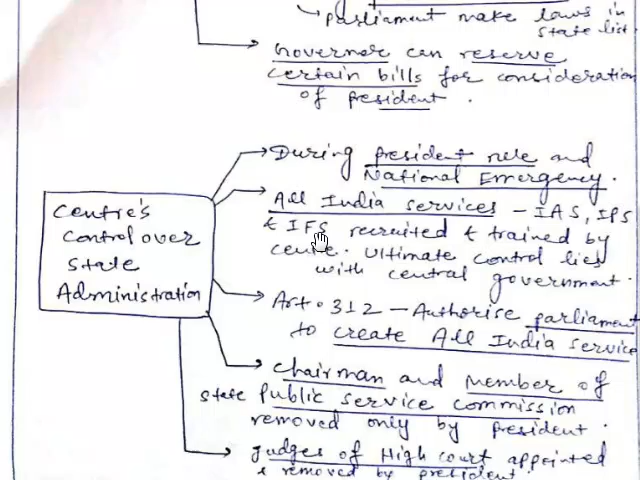 parliament make laws in
state list
Governor can reserve
certain bills for consideration
of president.
During president rule and
National Emergency.
Centre's
Control over
State
Administration
All India services - IAS, IPS
& IFS recruited & trained by
centre. Ultimate control lies
with central government.
Art. 312 - Authorise parliament
to create All India service
Chairman and Member of
state Public service commission
removed only by president.
Judges of High court appointed
& removed by president.